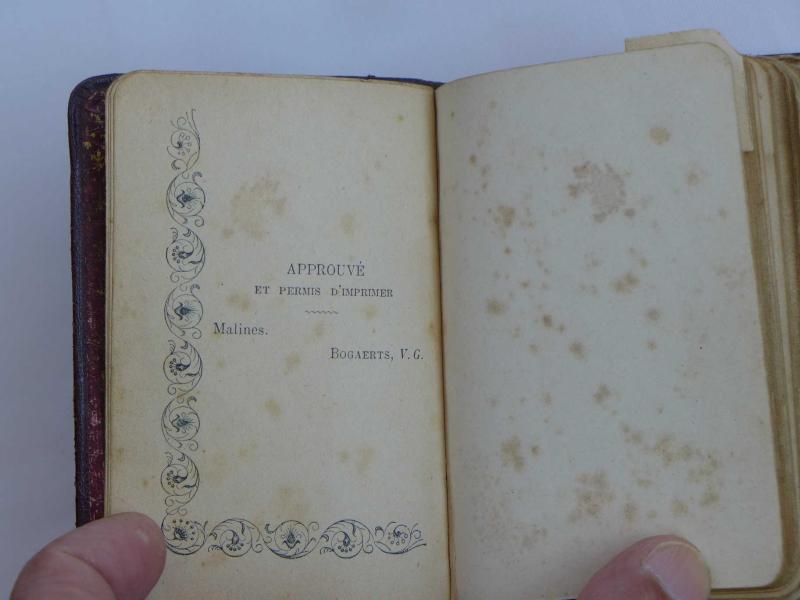 APPROUVÉ
ET PERMIS D'IMPRIMER
Malines.
BOGAERTS, V. G.